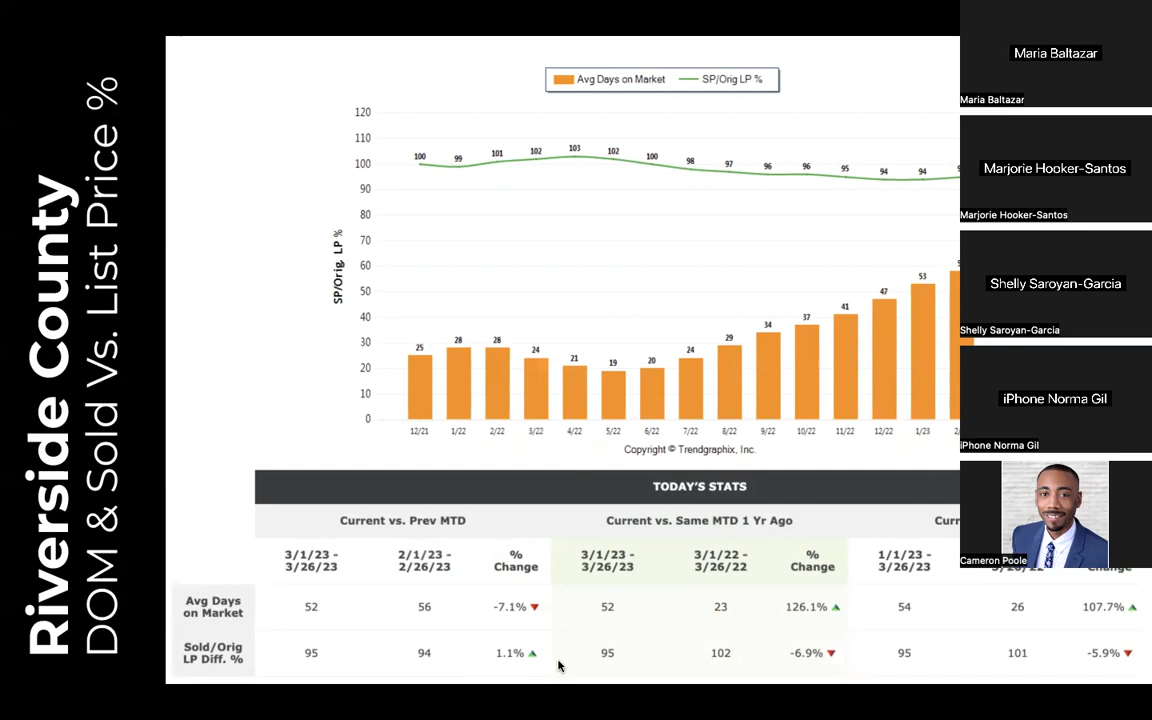 Riverside County
DOM & Sold Vs. List Price %
Avg Days on Market
SP/Orig LP %
120
110
100
90
80
70
60
50
40
30
20
10
0
SP/Orig. LP %
100 99 101 102 103 102 100 98 97 96 96 95 94 94
25 28 28 24 21 19 20 24 29 34 37 41 47 53
12/21 1/22 2/22 3/22 4/22 5/22 6/22 7/22 8/22 9/22 10/22 11/22 12/22 1/23
Copyright © Trendgraphix, Inc.
TODAY'S STATS
Current vs. Prev MTD
Current vs. Same MTD 1 Yr Ago
3/1/23 - 3/26/23
2/1/23 - 2/26/23
% Change
3/1/23 - 3/26/23
3/1/22 - 3/26/22
% Change
1/1/23 - 3/26/23
Avg Days on Market
52 56 -7.1% 52 23 126.1% 54 26 107.7%
Sold/Orig LP Diff. %
95 94 1.1% 95 102 -6.9% 95 101 -5.9%
Maria Baltazar
Maria Baltazar
Marjorie Hooker-Santos
Marjorie Hooker-Santos
Shelly Saroyan-Garcia
Shelly Saroyan-Garcia
iPhone Norma Gil
iPhone Norma Gil
Cameron Poole